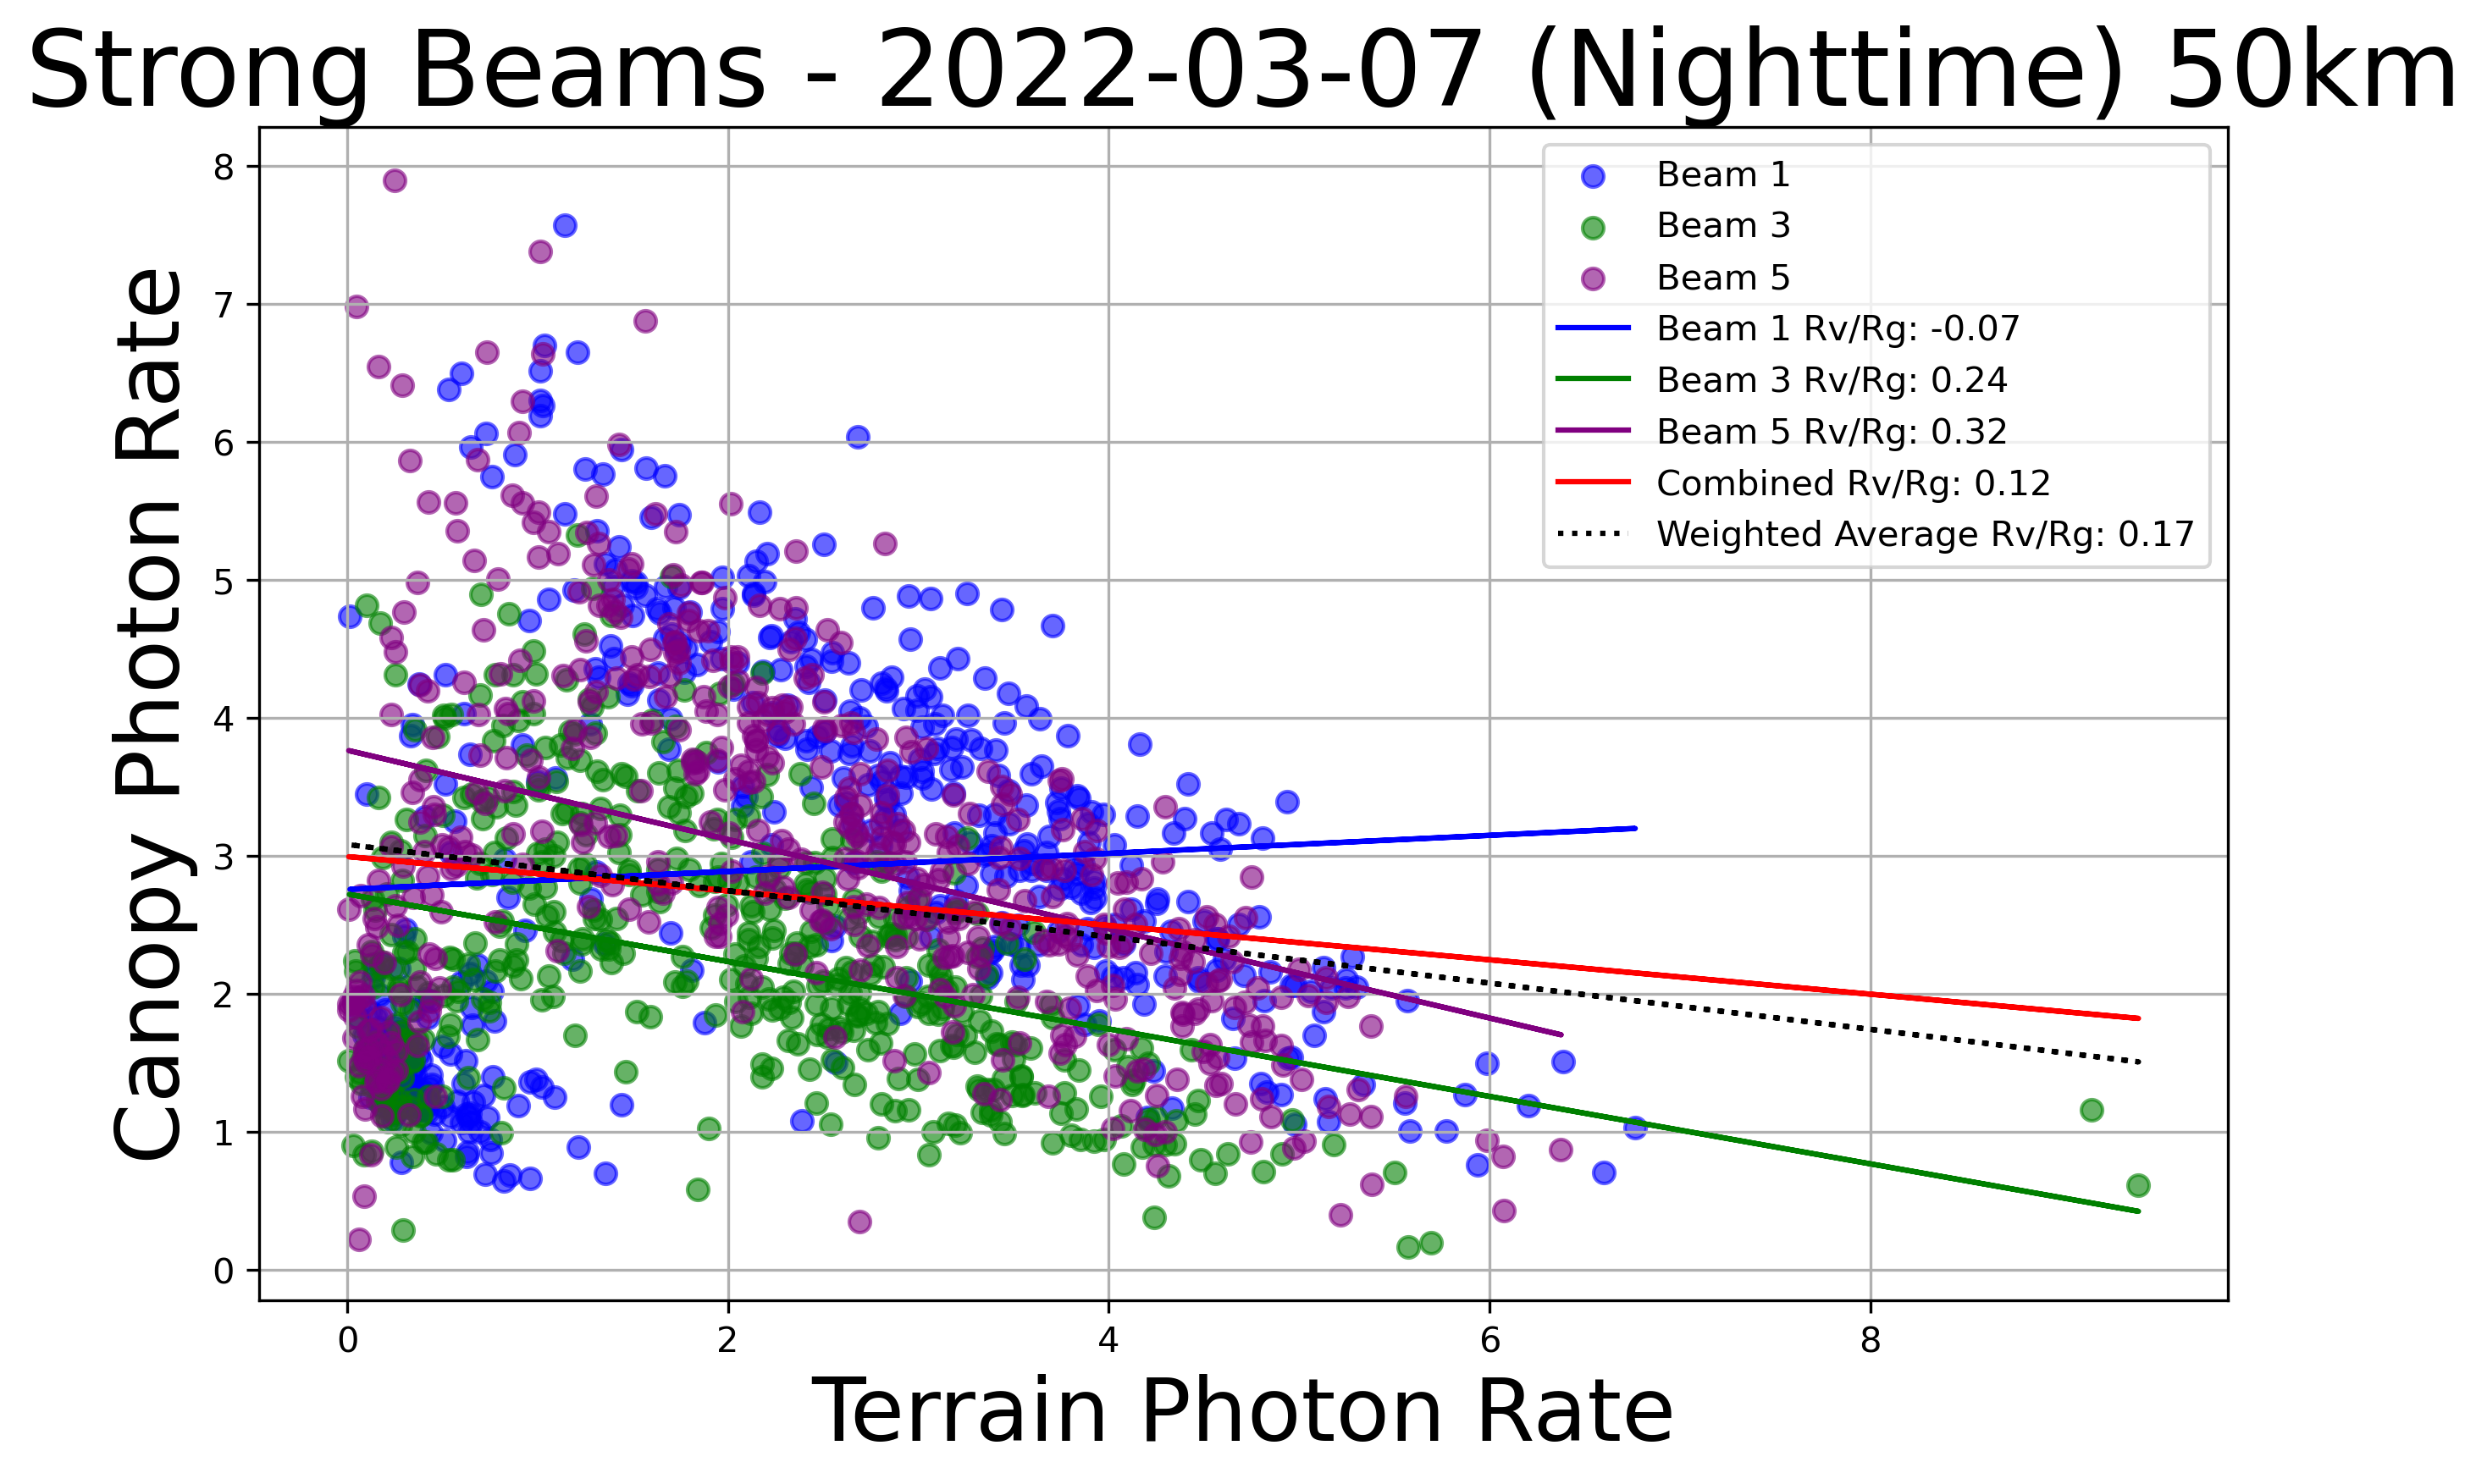 Strong Beams - 2022-03-07 (Nighttime) 50km
Canopy Photon Rate
8
7
6
5
4
3
2
1
0
Beam 1
Beam 3
Beam 5
Beam 1 Rv/Rg: -0.07
Beam 3 Rv/Rg: 0.24
Beam 5 Rv/Rg: 0.32
Combined Rv/Rg: 0.12
Weighted Average Rv/Rg: 0.17
0 2 4 6 8
Terrain Photon Rate